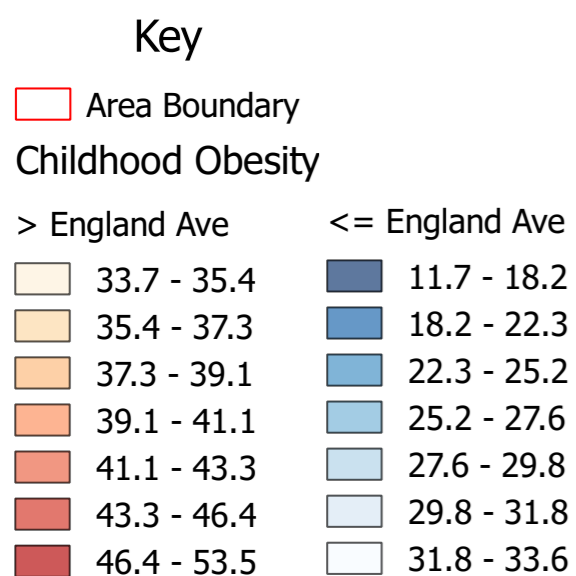 Key
Area Boundary
Childhood Obesity
> England Ave
33.7 - 35.4
35.4 - 37.3
37.3 - 39.1
39.1 - 41.1
41.1 - 43.3
43.3 - 46.4
46.4 - 53.5
<= England Ave
11.7 - 18.2
18.2 - 22.3
22.3 - 25.2
25.2 - 27.6
27.6 - 29.8
29.8 - 31.8
31.8 - 33.6